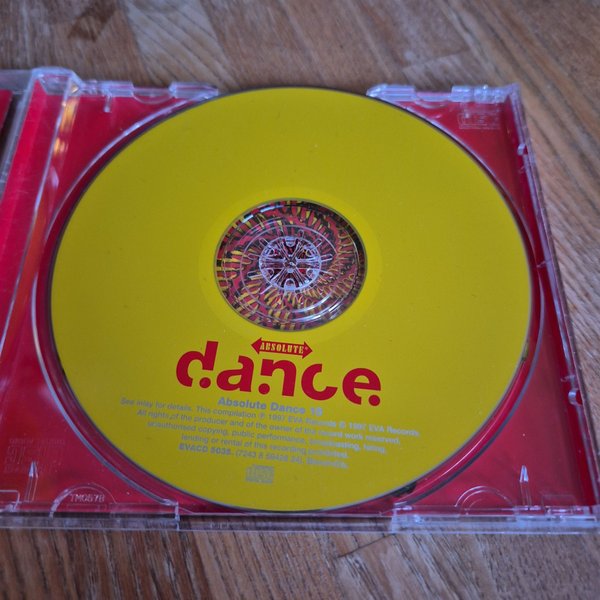 ABSOLUTE
dance
Absolute Dance
See inlay for details. This compilation ℗ 1997 EVA Records © 1997 EVA Records.
All rights of the producer and of the owner of the work reserved.
unauthorised copying, public performance, broadcasting, hiring,
lending or rental of this recording prohibited.
EVACD 5035.
TM0578